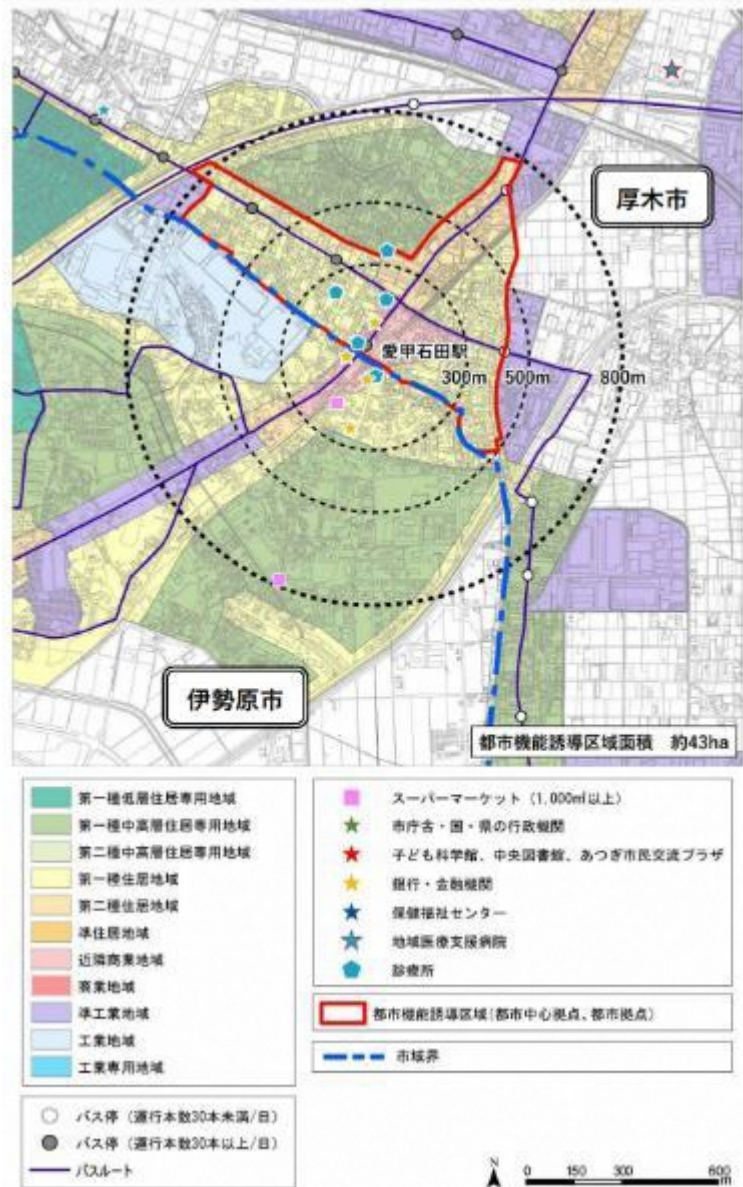 厚木市
愛甲石田駅
300m 500m 800m
伊勢原市
都市機能誘導区域面積 約43ha
第一種低層住居専用地域
第一種中高層住居専用地域
第二種中高層住居専用地域
第一種住居地域
第二種住居地域
準住居地域
近隣商業地域
商業地域
準工業地域
工業地域
工業専用地域
バス停（運行本数30本未満/日）
バス停（運行本数30本以上/日）
バスルート
スーパーマーケット（1,000㎡以上）
市庁舎・国・県の行政機関
子ども科学館、中央図書館、あつぎ市民交流プラザ
銀行・金融機関
保健福祉センター
地域医療支援病院
診療所
都市機能誘導区域（都市中心拠点、都市拠点）
市域界
N
0 150 300 600
m